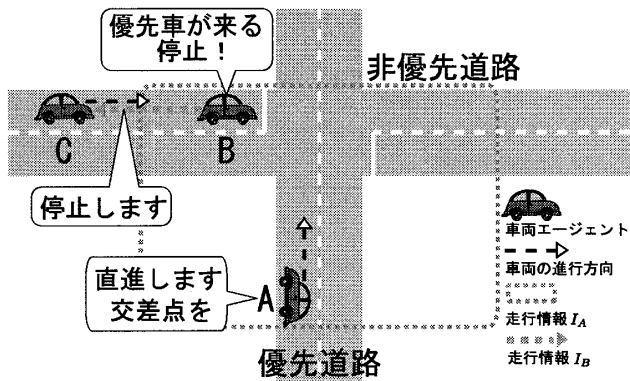 優先車が来る
停止！
非優先道路
C
B
停止します
直進します
交差点を
A
優先道路
車両エージェント
車両の進行方向
走行情報 I_A
走行情報 I_B